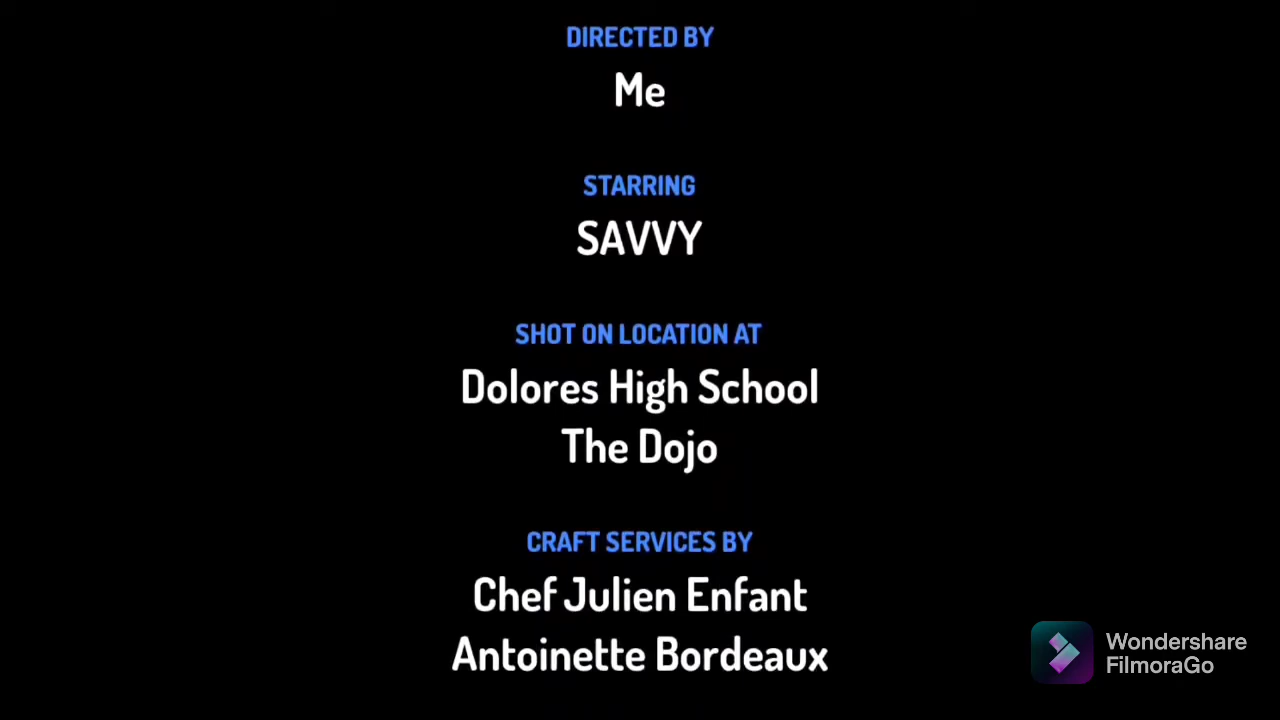 DIRECTED BY
Me
STARRING
SAVVY
SHOT ON LOCATION AT
Dolores High School
The Dojo
CRAFT SERVICES BY
Chef Julien Enfant
Antoinette Bordeaux
Wondershare
FilmoraGo